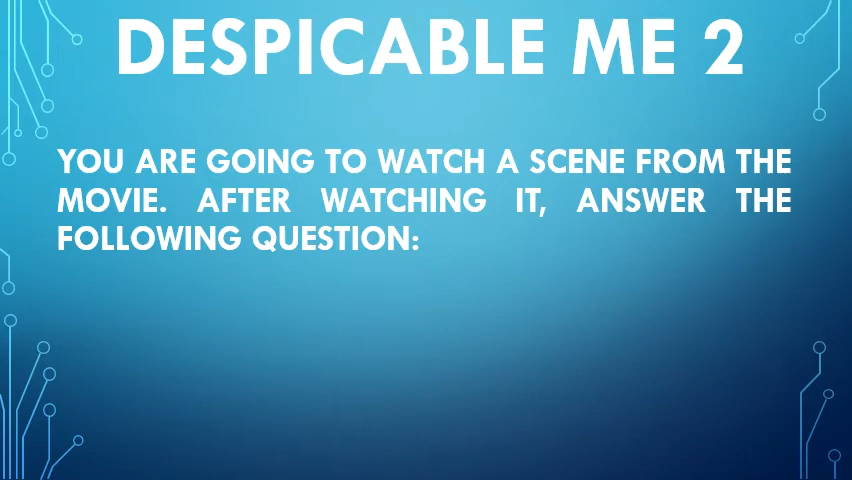 DESPICABLE ME 2
YOU ARE GOING TO WATCH A SCENE FROM THE
MOVIE. AFTER WATCHING IT, ANSWER THE
FOLLOWING QUESTION: